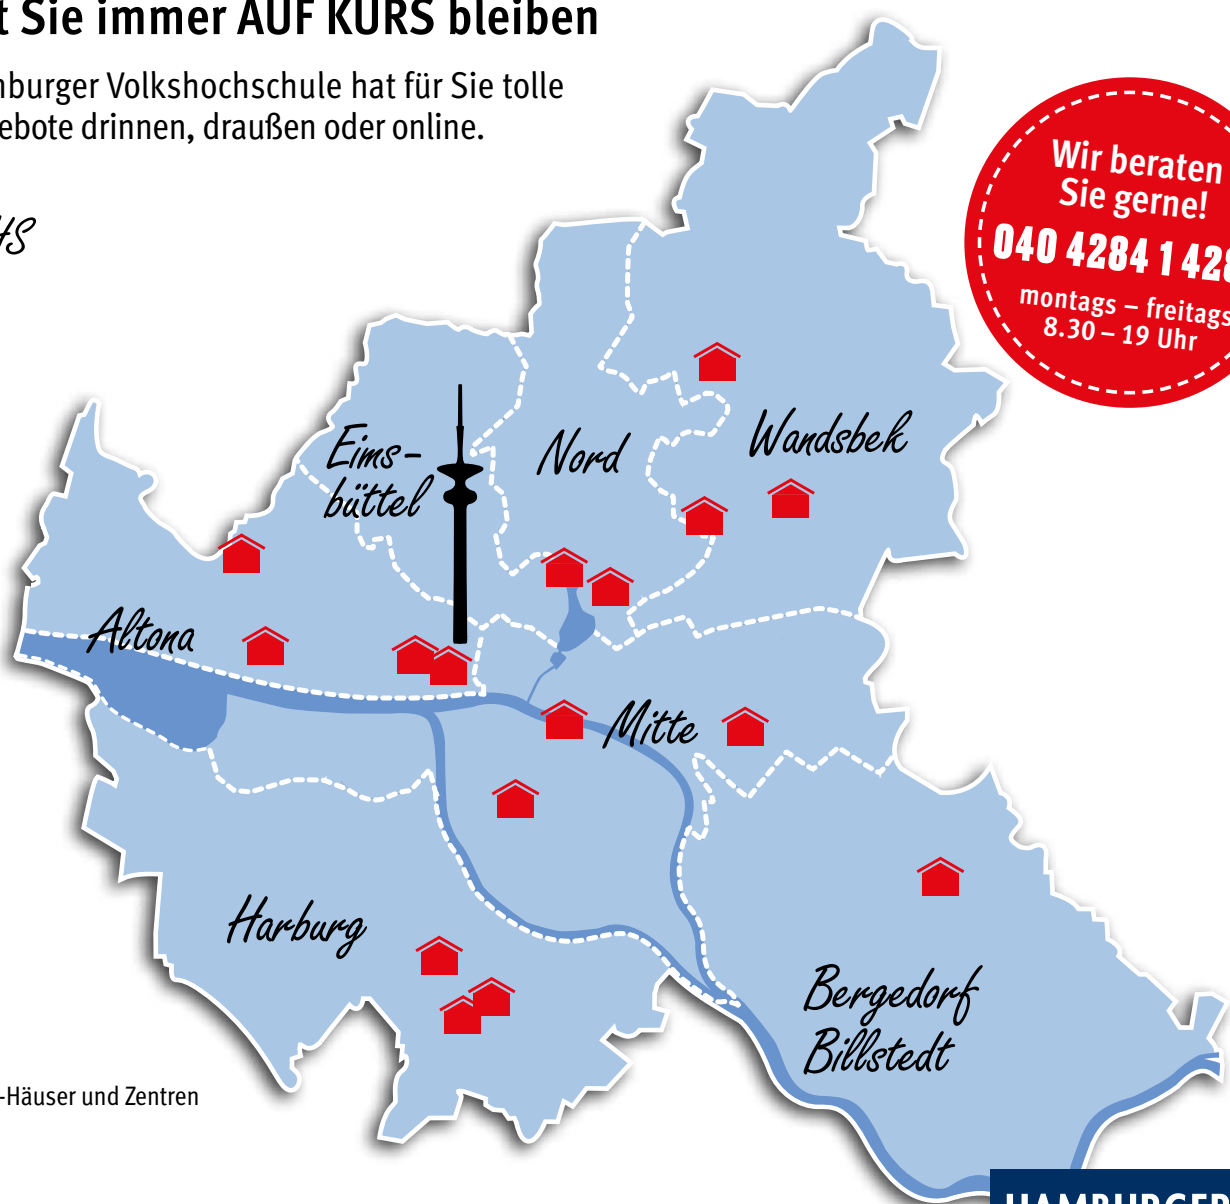 t Sie immer AUF KURS bleiben
nburger Volkshochschule hat für Sie tolle
ebote drinnen, draußen oder online.
HS
Wir beraten
Sie gerne!
040 4284 1 428
montags – freitags
8.30 – 19 Uhr
Eims-
büttel
Nord
Wandsbek
Altona
Mitte
Harburg
Bergedorf
Billstedt
-Häuser und Zentren
HAMBURGER